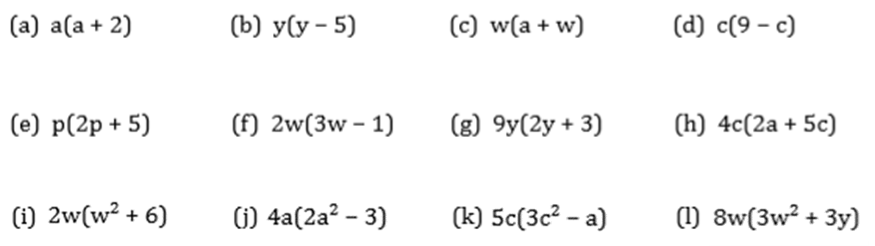 (a) a(a + 2) (b) y(y – 5) (c) w(a + w) (d) c(9 – c)
(e) p(2p + 5) (f) 2w(3w – 1) (g) 9y(2y + 3) (h) 4c(2a + 5c)
(i) 2w(w² + 6) (j) 4a(2a² – 3) (k) 5c(3c² – a) (l) 8w(3w² + 3y)